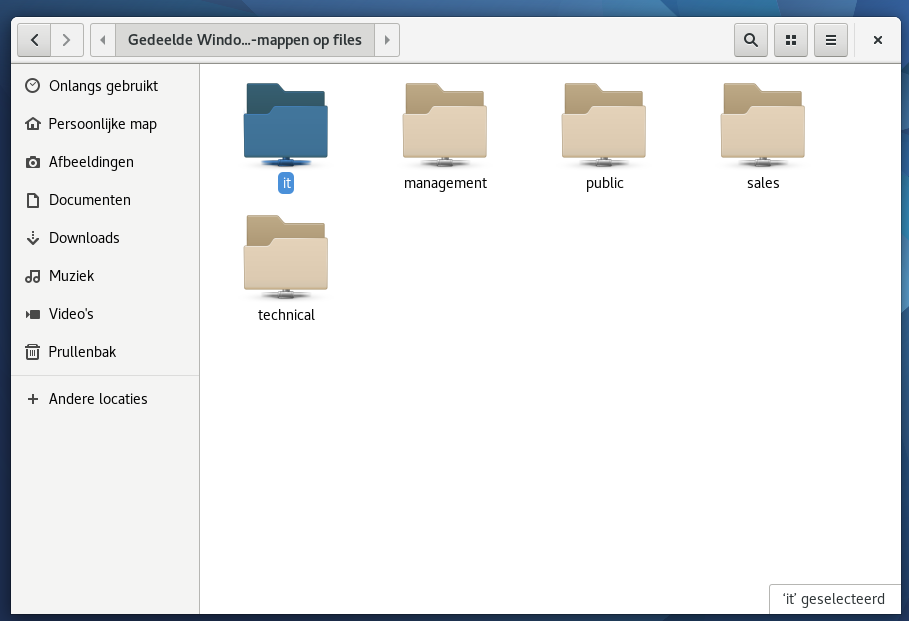 Gedeelde Windo...-mappen op files
Onlangs gebruikt
Persoonlijke map
Afbeeldingen
Documenten
Downloads
Muziek
Video's
Prullenbak
Andere locaties
it
management
public
sales
technical
‘it’ geselecteerd